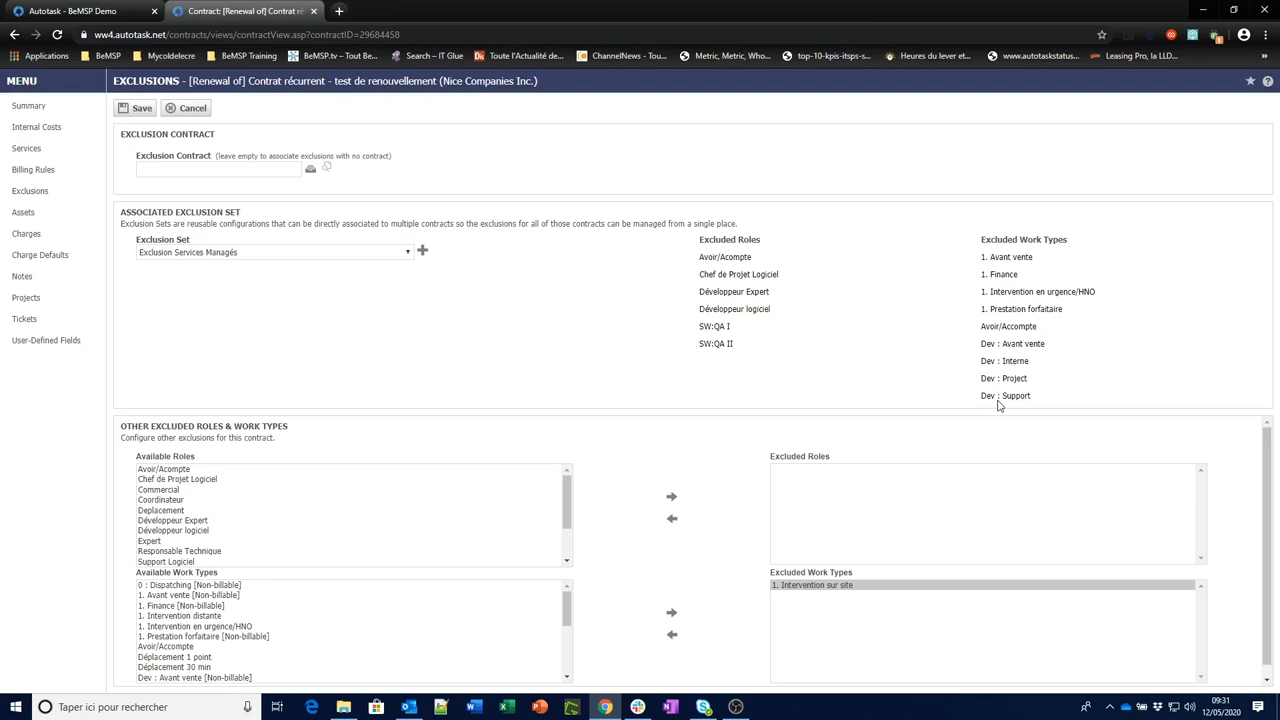 Autotask - BeMSP Demo
Contract: [Renewal of] Contrat ré
ww4.autotask.net/contracts/views/contractView.asp?contractID=29684458
Applications
BeMSP
Mycoldelecre
BeMSP Training
BeMSP.tv – Tout Be...
Search – IT Glue
Toute l'Actualité de...
ChannelNews - Tou...
Metric, Metric, Who...
top-10-kpis-itsps-s...
Heures du lever et...
www.autotaskstatus...
Leasing Pro, la LLD...
MENU
EXCLUSIONS - [Renewal of] Contrat récurrent - test de renouvellement (Nice Companies Inc.)
Summary
Internal Costs
Services
Billing Rules
Exclusions
Assets
Charges
Charge Defaults
Notes
Projects
Tickets
User-Defined Fields
Save
Cancel
EXCLUSION CONTRACT
Exclusion Contract (leave empty to associate exclusions with no contract)
ASSOCIATED EXCLUSION SET
Exclusion Sets are reusable configurations that can be directly associated to multiple contracts so the exclusions for all of those contracts can be managed from a single place.
Exclusion Set
Exclusion Services Managés
Excluded Roles
Avoir/Acompte
Chef de Projet Logiciel
Développeur Expert
Développeur logiciel
SW:QA I
SW:QA II
Excluded Work Types
1. Avant vente
1. Finance
1. Intervention en urgence/HNO
1. Prestation forfaitaire
Avoir/Accompte
Dev : Avant vente
Dev : Interne
Dev : Project
Dev : Support
OTHER EXCLUDED ROLES & WORK TYPES
Configure other exclusions for this contract.
Available Roles
Avoir/Acompte
Chef de Projet Logiciel
Commercial
Coordinateur
Deplacement
Développeur Expert
Développeur logiciel
Expert
Responsable Technique
Support Logiciel
Excluded Roles
Available Work Types
0 : Dispatching [Non-billable]
1. Avant vente [Non-billable]
1. Finance [Non-billable]
1. Intervention distante
1. Intervention en urgence/HNO
1. Prestation forfaitaire [Non-billable]
Avoir/Accompte
Déplacement 1 point
Déplacement 30 min
Dev : Avant vente [Non-billable]
Excluded Work Types
1. Intervention sur site
Taper ici pour rechercher
09:31
12/05/2020